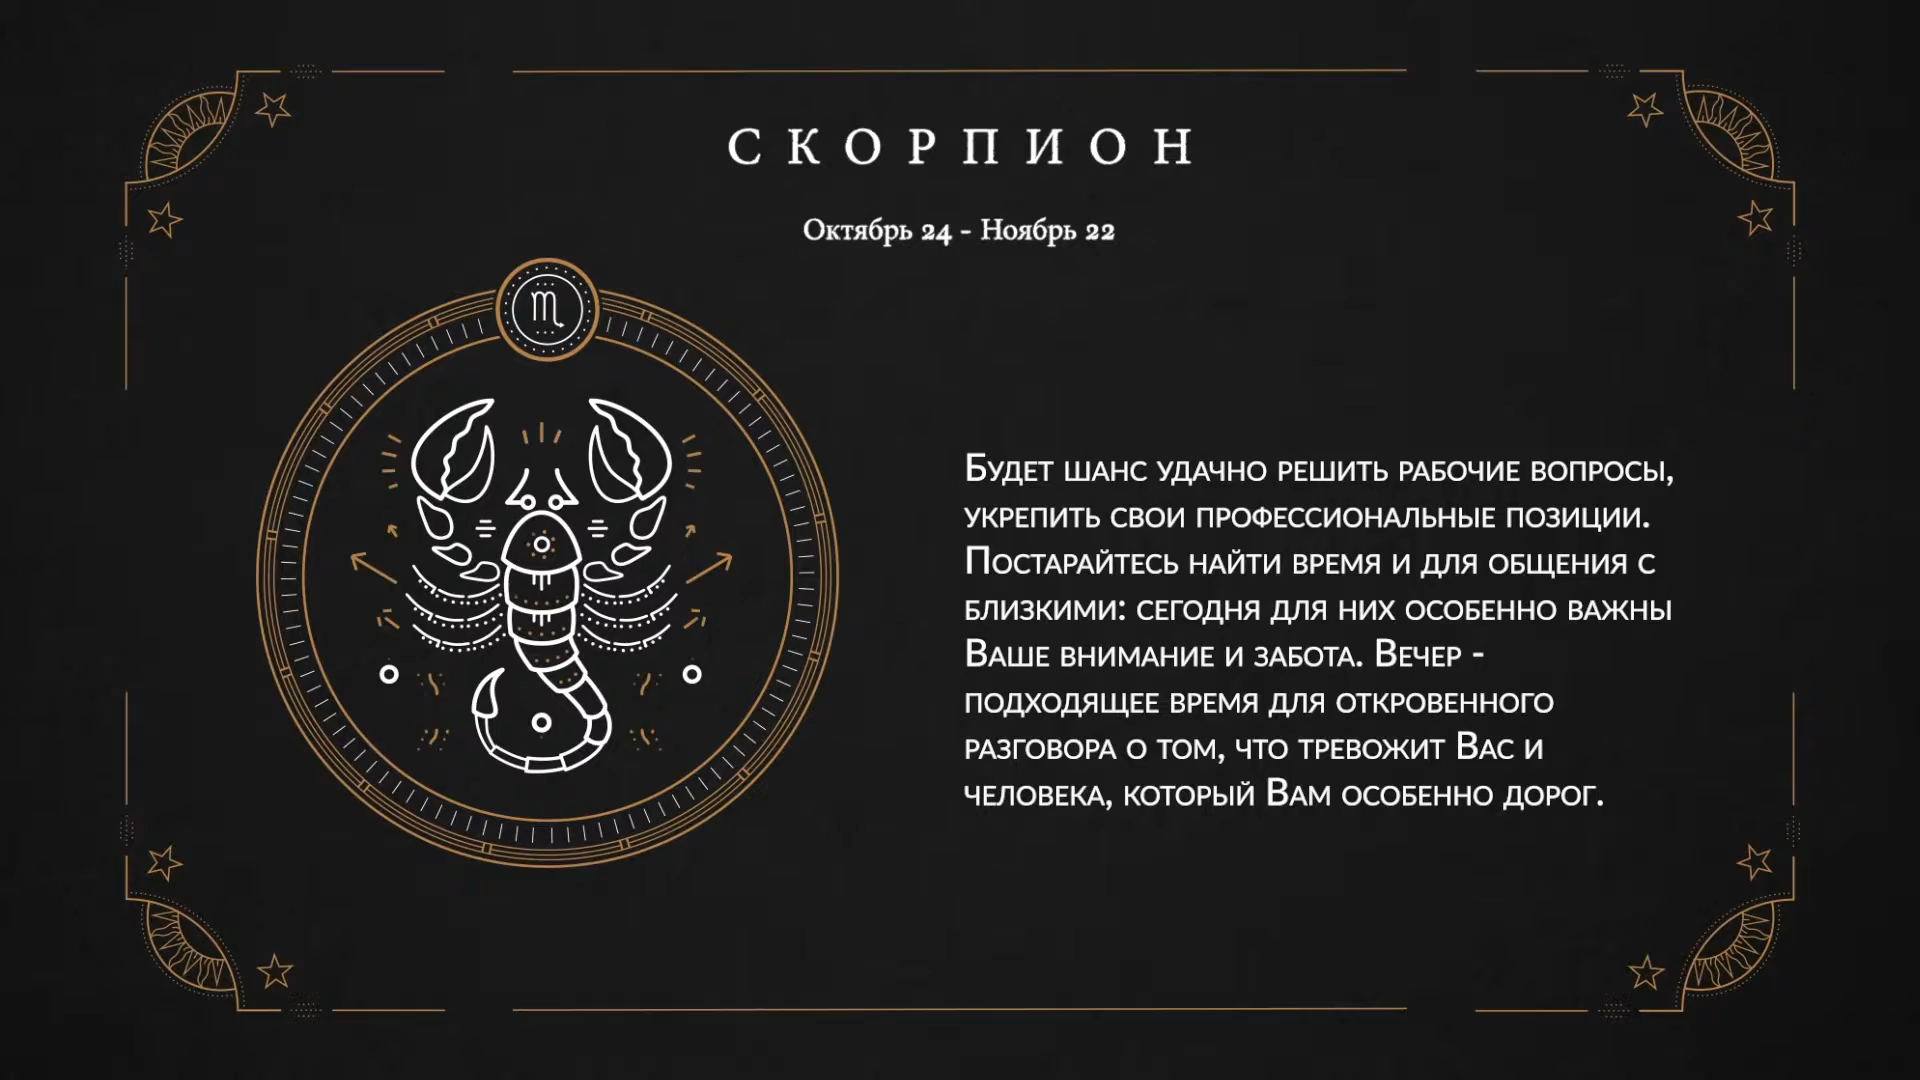 СКОРПИОН
Октябрь 24 - Ноябрь 22
Будет шанс удачно решить рабочие вопросы,
укрепить свои профессиональные позиции.
Постарайтесь найти время и для общения с
близкими: сегодня для них особенно важны
Ваше внимание и забота. Вечер -
подходящее время для откровенного
разговора о том, что тревожит Вас и
человека, который Вам особенно дорог.